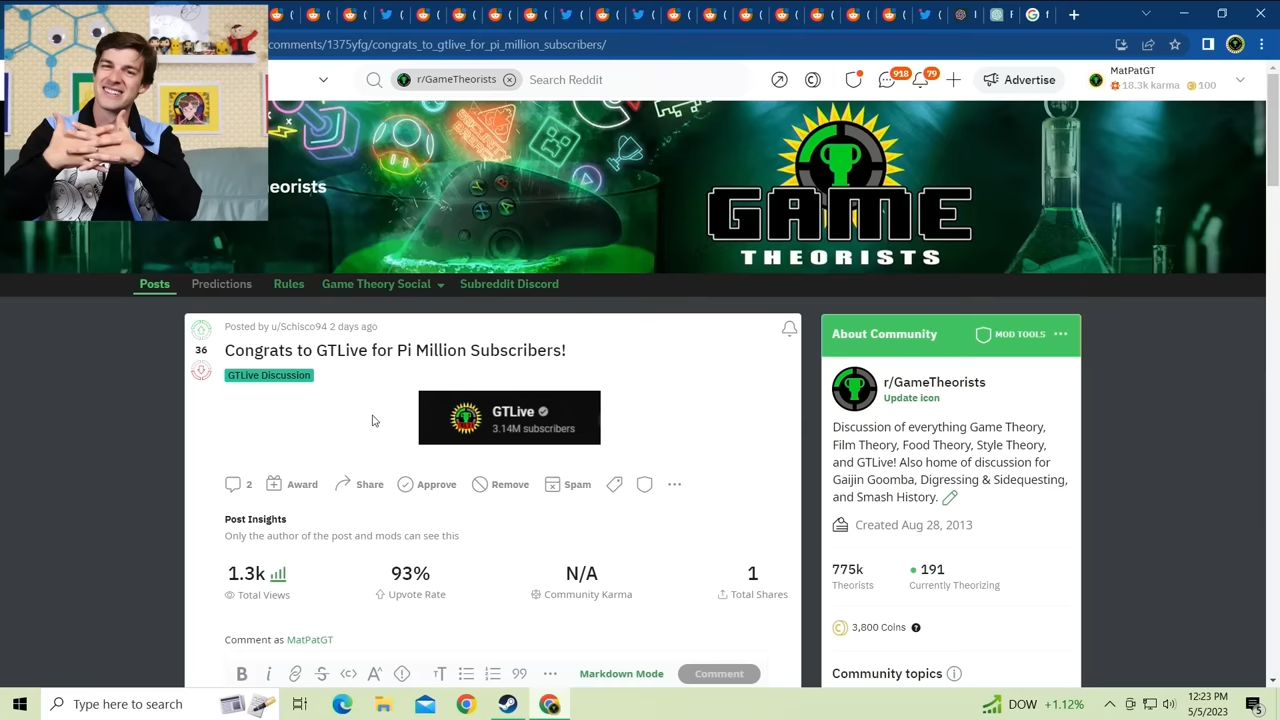 comments/1375yfg/congrats_to_gtlive_for_pi_million_subscribers/
r/GameTheorists
Search Reddit
918
79
Advertise
MatPatGT
18.3k karma
100
eorists
GAME
THEORISTS
Posts
Predictions
Rules
Game Theory Social
Subreddit Discord
36
Posted by u/Schisco94 2 days ago
Congrats to GTLive for Pi Million Subscribers!
GTLive Discussion
GTLive
3.14M subscribers
2
Award
Share
Approve
Remove
Spam
Post Insights
Only the author of the post and mods can see this
1.3k
93%
N/A
1
Total Views
Upvote Rate
Community Karma
Total Shares
Comment as MatPatGT
Markdown Mode
Comment
About Community
MOD TOOLS
r/GameTheorists
Update icon
Discussion of everything Game Theory,
Film Theory, Food Theory, Style Theory,
and GTLive! Also home of discussion for
Gaijin Goomba, Digressing & Sidequesting,
and Smash History.
Created Aug 28, 2013
775k
191
Theorists
Currently Theorizing
3,800 Coins
Community topics
Type here to search
DOW +1.12%
12:23 PM
5/5/2023
5